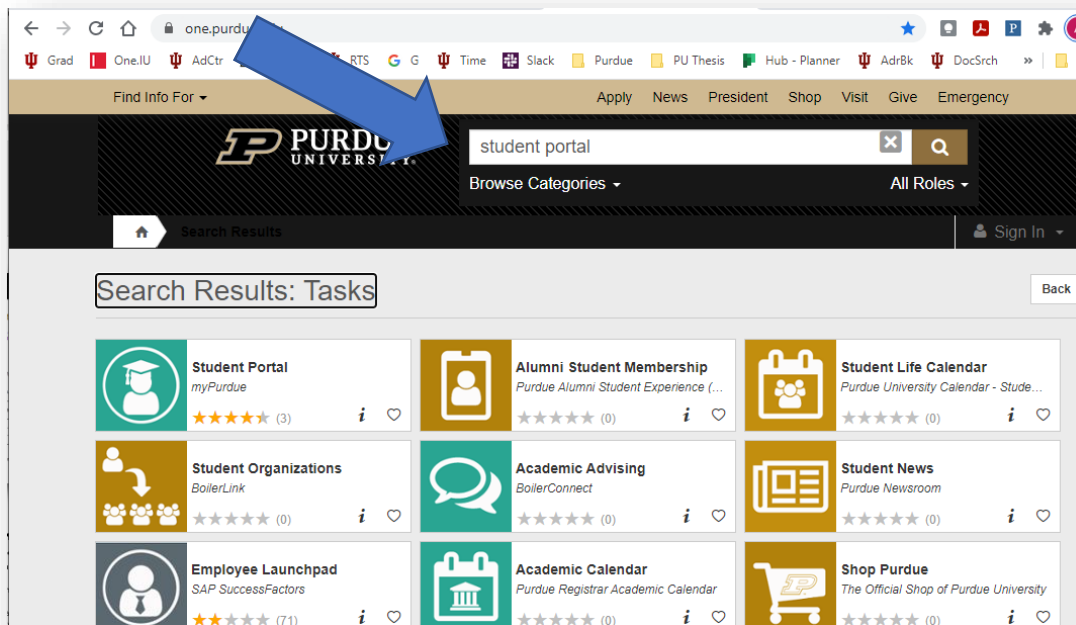 one.purdu
Grad One.IU AdCtr RTS G Time Slack Purdue PU Thesis Hub - Planner AdrBk DocSrch »
Find Info For Apply News President Shop Visit Give Emergency
UNIVERSITY.
student portal
Browse Categories All Roles
Search Results Sign In
Search Results: Tasks Back
Student Portal
myPurdue
(3) i
Alumni Student Membership
Purdue Alumni Student Experience (...
(0) i
Student Life Calendar
Purdue University Calendar - Stude...
(0) i
Student Organizations
BoilerLink
(0) i
Academic Advising
BoilerConnect
(0) i
Student News
Purdue Newsroom
(0) i
Employee Launchpad
SAP SuccessFactors
(71) i
Academic Calendar
Purdue Registrar Academic Calendar
(0) i
Shop Purdue
The Official Shop of Purdue University
(0) i